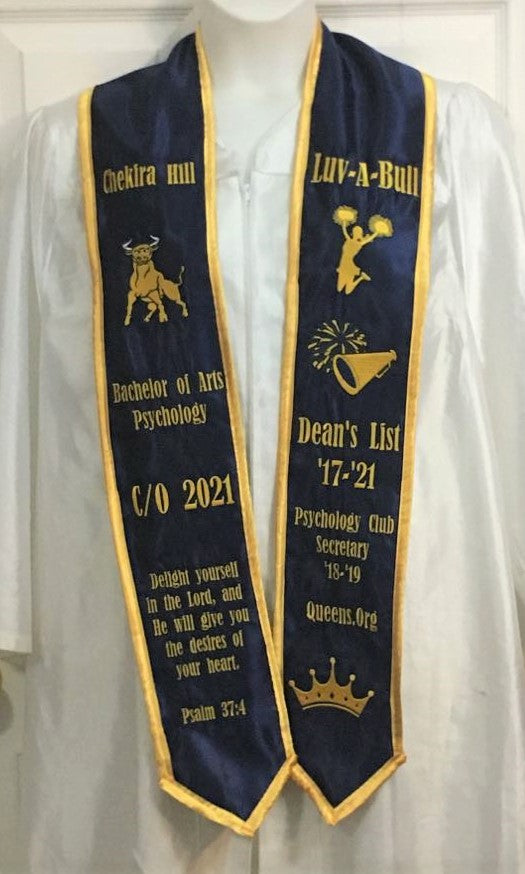 Chekira Hill
Bachelor of Arts
Psychology
C/O 2021
Delight yourself
in the Lord, and
He will give you
the desires of
your heart.
Psalm 37:4
Luv-A-Bull
Dean's List
'17-'21
Psychology Club
Secretary
'18-'19
Queens.Org